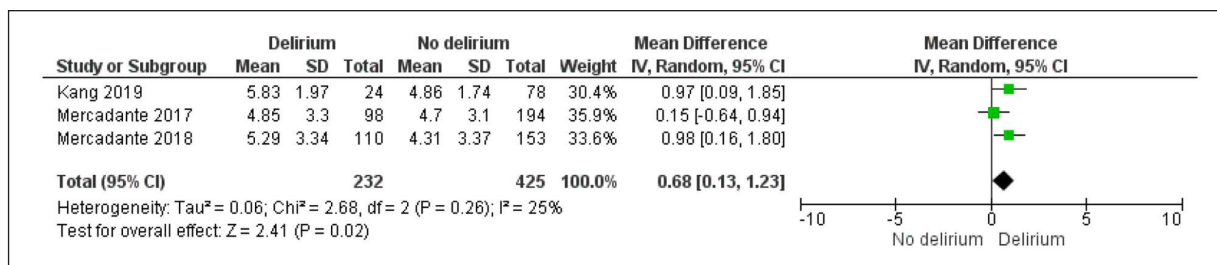 Delirium No delirium Mean Difference Mean Difference
Study or Subgroup Mean SD Total Mean SD Total Weight IV, Random, 95% CI IV, Random, 95% CI
Kang 2019 5.83 1.97 24 4.86 1.74 78 30.4% 0.97 [0.09, 1.85]
Mercadante 2017 4.85 3.3 98 4.7 3.1 194 35.9% 0.15 [-0.64, 0.94]
Mercadante 2018 5.29 3.34 110 4.31 3.37 153 33.6% 0.98 [0.16, 1.80]
Total (95% CI) 232 425 100.0% 0.68 [0.13, 1.23]
Heterogeneity: Tau² = 0.06; Chi² = 2.68, df = 2 (P = 0.26); I² = 25%
Test for overall effect: Z = 2.41 (P = 0.02)
-10 -5 0 5 10
No delirium Delirium